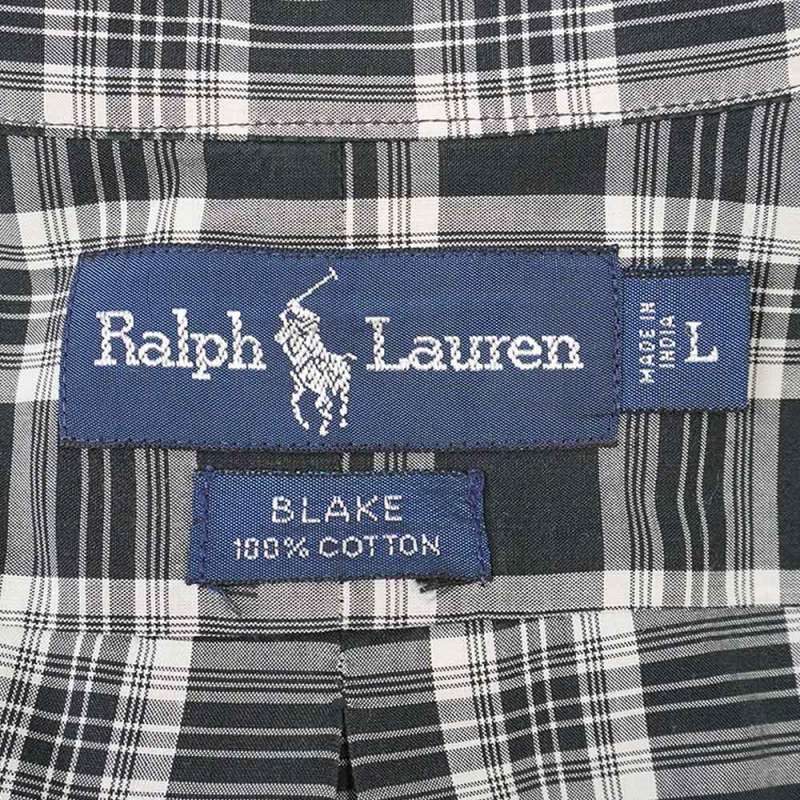 Ralph Lauren
MADE IN
INDIA
L
BLAKE
100% COTTON